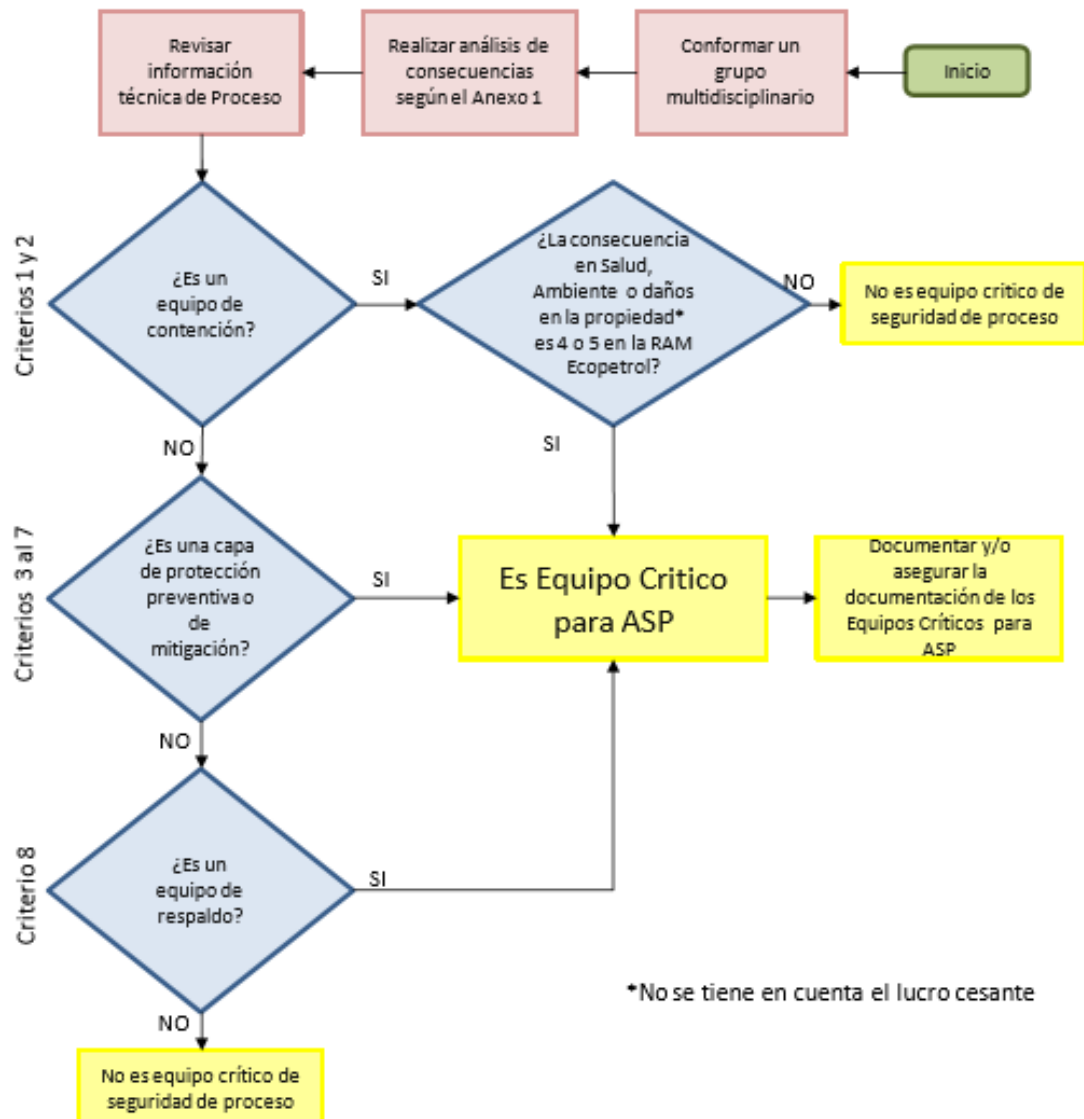 Revisar
información
técnica de Proceso
Realizar análisis de
consecuencias
según el Anexo 1
Conformar un
grupo
multidisciplinario
Inicio
Criterios 1 y 2
¿Es un
equipo de
contención?
SI
¿La consecuencia
en Salud,
Ambiente o daños
en la propiedad*
es 4 o 5 en la RAM
Ecopetrol?
NO
No es equipo critico de
seguridad de proceso
NO
SI
Criterios 3 al 7
¿Es una capa
de protección
preventiva o
de
mitigación?
SI
Es Equipo Critico
para ASP
Documentar y/o
asegurar la
documentación de los
Equipos Críticos para
ASP
NO
Criterio 8
¿Es un
equipo de
respaldo?
SI
*No se tiene en cuenta el lucro cesante
NO
No es equipo crítico de
seguridad de proceso